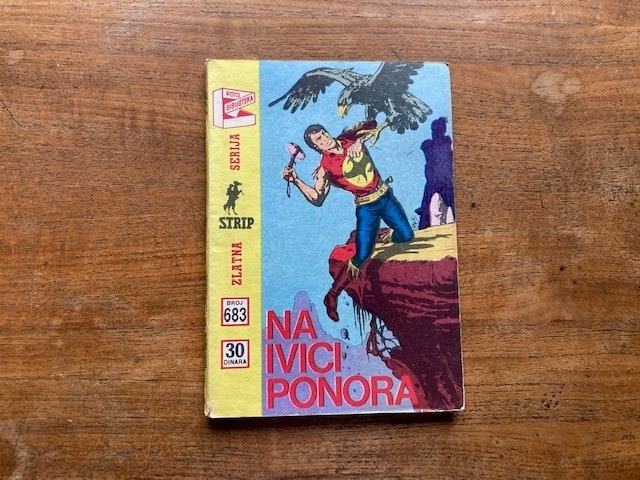 ROTO
BIBLIOTEKA
ZLATNA SERIJA
STRIP
BROJ
683
30
DINARA
NA
IVICI
PONORA